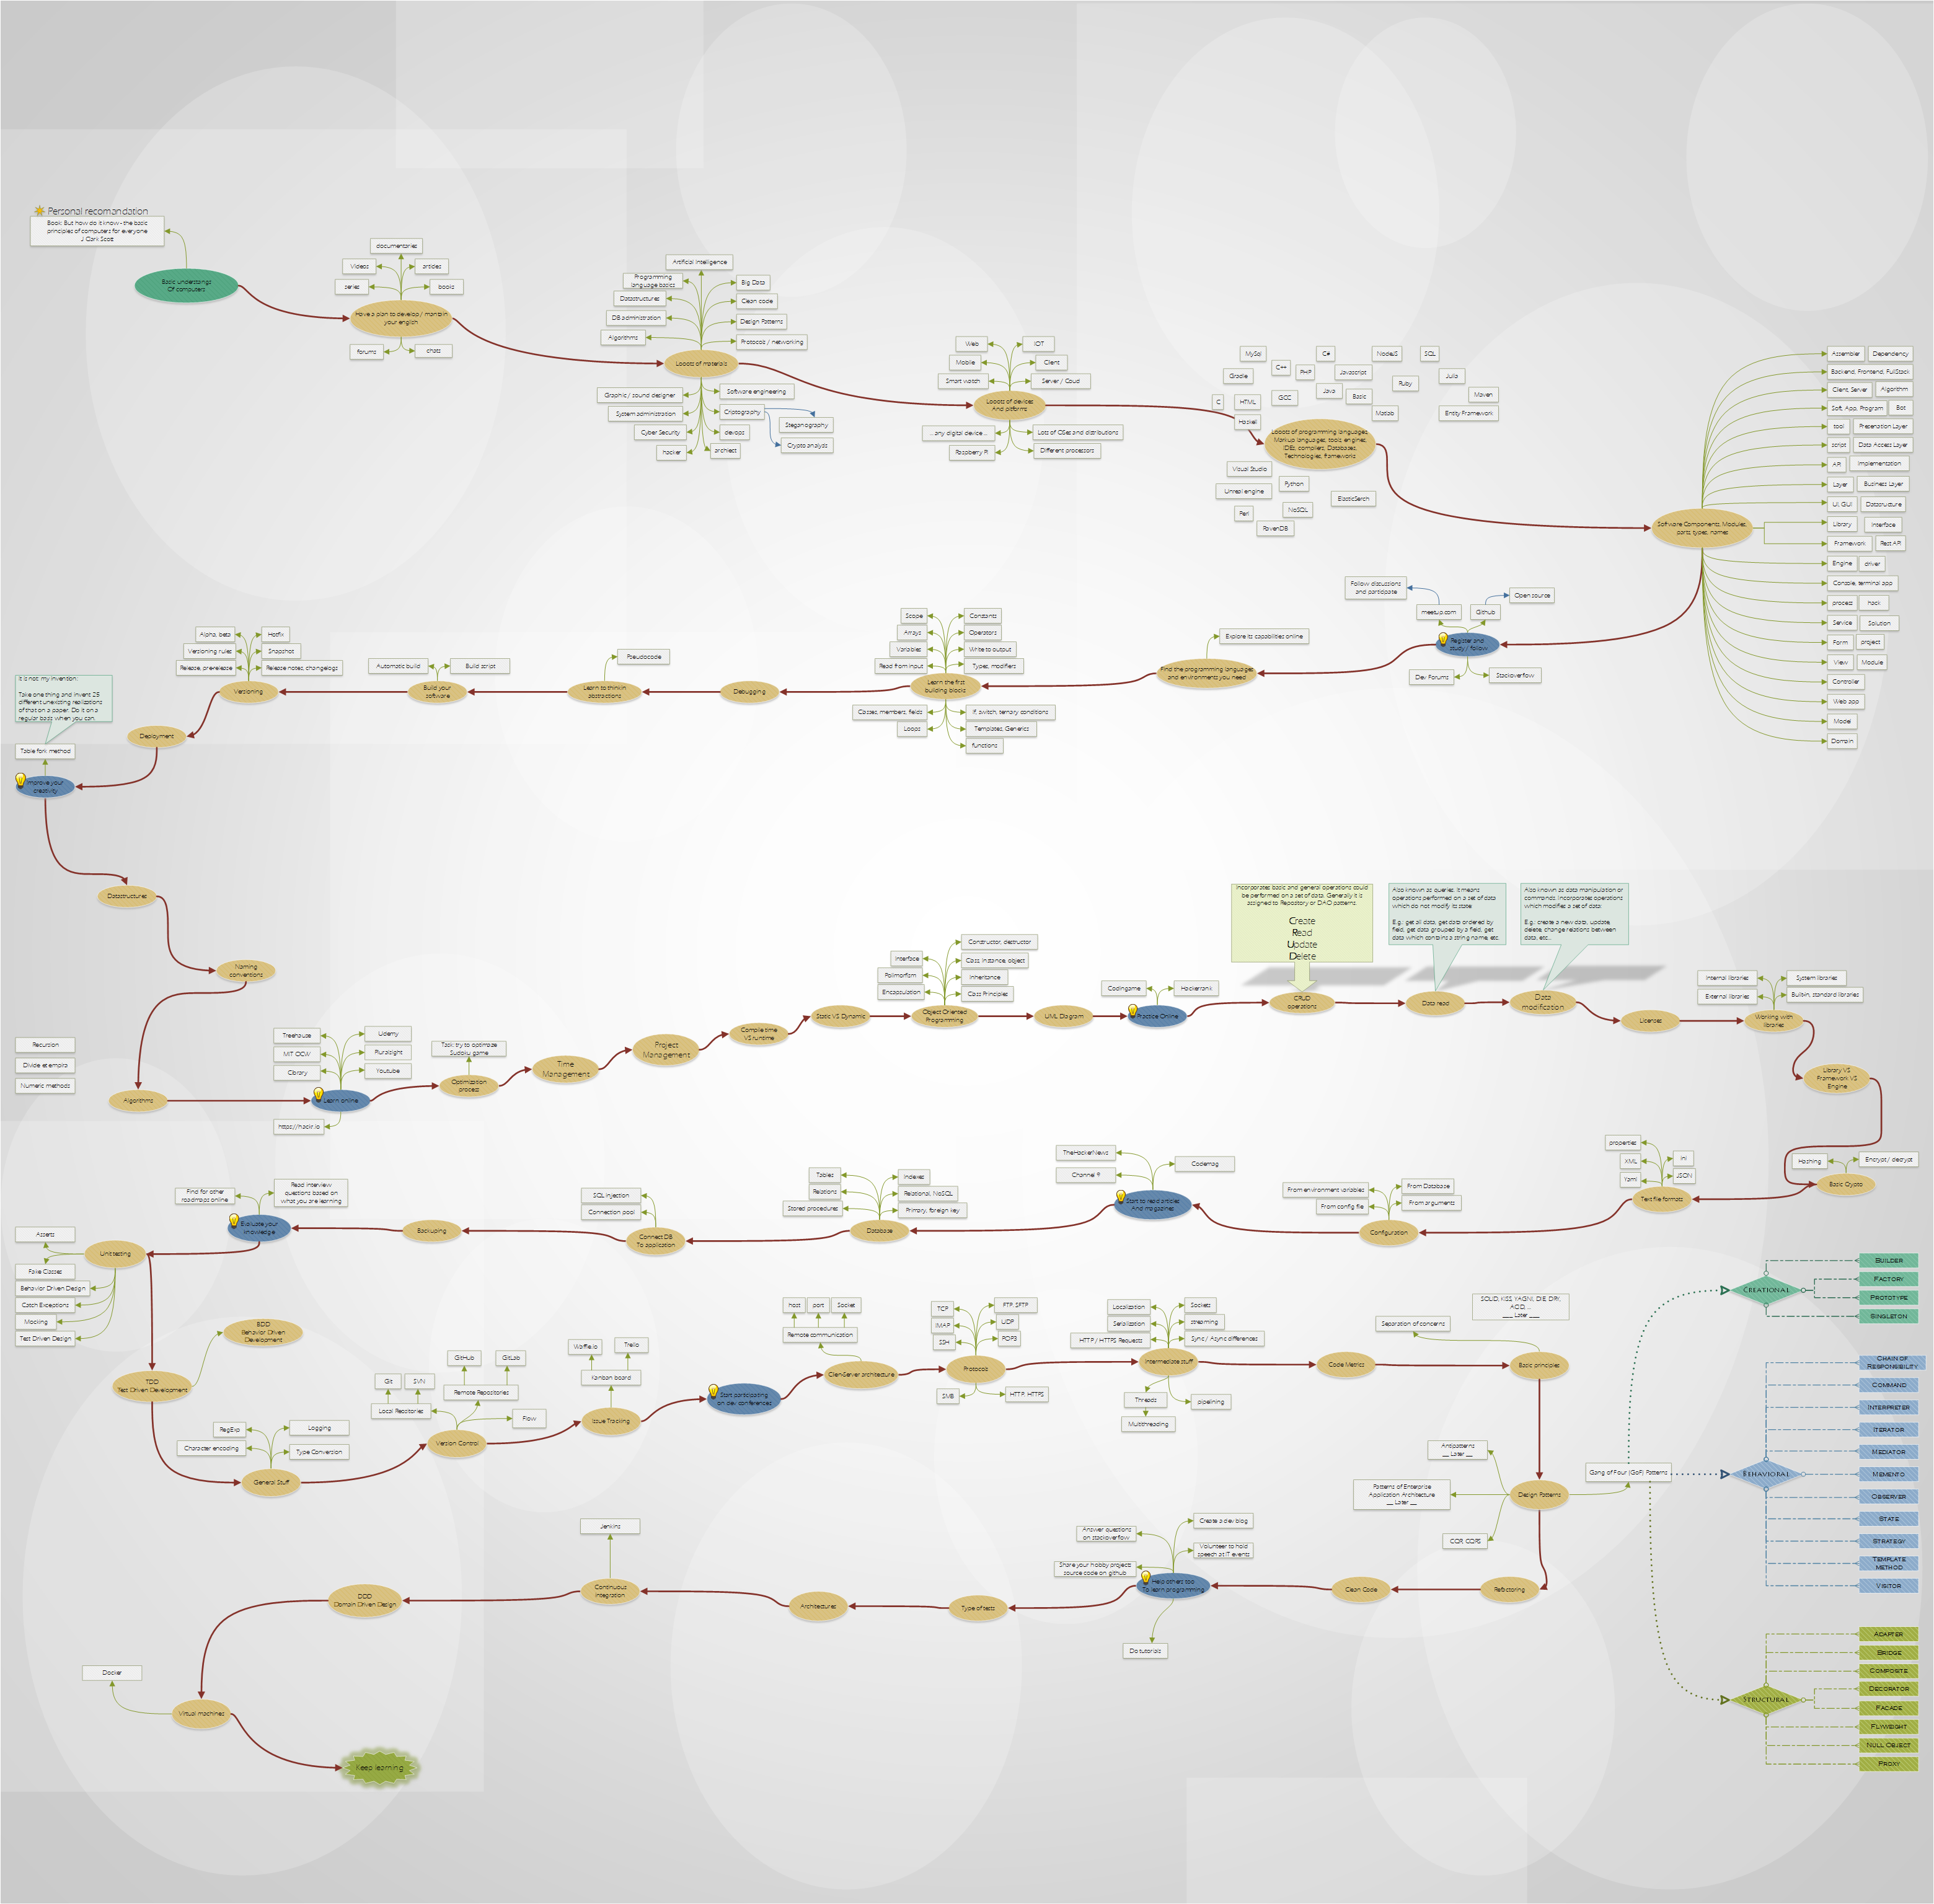 Personal recomandation
Book: But how do it know - the basic
principles of computers for everyone
J Clark Scott
Basic understangs
Of computers
documentaries
Videos
articles
series
books
Have a plan to develop / maintain
your english
forums
chats
Artificial Intelligence
Programming
language basics
Big Data
Datastructures
Clean code
DB administration
Design Patterns
Algorithms
Protocols / networking
Looots of materials
Graphic / sound designer
Software engineering
System administration
Criptography
Steganography
Cyber Security
devops
Crypto analysis
hacker
architect
Web
IOT
Mobile
Client
Smart watch
Server / Coud
Looots of devices
And platforms
... any digital device ...
Lots of OSes and distributions
Raspberry PI
Different processors
MySql
C#
NodeJS
SQL
C++
PHP
Javascript
Gradle
Julia
Ruby
Java
Basic
Maven
C
HTML
GCC
Matlab
Entity Framework
Haskell
Looots of programming languages,
Markup languages, tools, engines,
IDEs, compilers, Databases,
Technologies, frameworks
Visual Studio
Python
Unreal engine
ElasticSerch
Perl
NoSQL
RavenDB
Software Components, Modules,
parts, types, names
Assembler
Dependency
Backend, Frontend, FullStack
Client, Server
Algorithm
Soft, App, Program
Bot
tool
Presenation Layer
script
Data Access Layer
API
Implementation
Layer
Business Layer
UI, GUI
Datastructure
Library
Interface
Framework
Rest API
Engine
driver
Console, terminal app
process
hack
Service
Solution
Form
project
View
Module
Controller
Web app
Model
Domain
Follow discussions
and participate
meetup.com
Github
Open source
Register and
study / follow
Dev Forums
Stackoverflow
Explore its capabilities online
Find the programming languages
and environments you need
Scope
Constants
Arrays
Operators
Variables
Write to output
Read from input
Types, modifiers
Learn the first
building blocks
Classes, members, fields
If, switch, ternary conditions
Loops
Templates, Generics
functions
Debugging
Pseudocode
Learn to think in
abstractions
Automatic build
Build script
Build your
software
Alpha, beta
Hotfix
Versioning rules
Snapshot
Release, prerelease
Release notes, changelogs
Versioning
Deployment
It is not my invention:
Take one thing and invent 25
different unexisting realizations
of that on a paper. Do it on a
regular basis when you can.
Table fork method
Improve your
creativity
Datastructures
Naming
conventions
Recursion
Divide et empira
Numeric methods
Algorithms
Treehouze
Udemy
MIT OCW
Pluralsight
Cibrary
Youtube
Learn online
https://hackr.io
Task: try to optimize
Sudoku game
Optimization
process
Time
Management
Project
Management
Compile time
VS runtime
Static VS Dynamic
Constructor, destructor
Interface
Class, Instance, object
Polimorfism
Inheritance
Encapsulation
Class Principles
Object Oriented
Programming
UML Diagram
Codingame
Hackerrank
Practice Online
Incorporates basic and general operations could
be performed on a set of data. Generally it is
assigned to Repository or DAO patterns.
Create
Read
Update
Delete
CRUD
operations
Also known as queries. It means
operations performed on a set of data
which do not modify its state.
E.g.: get all data, get data ordered by
field, get data grouped by a field, get
data which contains a string name, etc.
Data read
Also known as data manipulation or
commands. Incorporates operations
which modifies a set of data.
E.g.: create a new data, update,
delete, change relations between
data, etc...
Data
modification
Licenses
Internal libraries
System libraries
External libraries
Builtin, standard libraries
Working with
libraries
Library VS
Framework VS
Engine
Hashing
Encrypt / decrypt
Basic Crypto
properties
XML
Ini
Yaml
JSON
Text file formats
From environment variables
From Database
From config file
From arguments
Configuration
TheHackerNews
Channel 9
Codemag
Start to read articles
And magazines
Tables
Indexes
Relations
Relational, NoSQL
Stored procedures
Primary, foreign key
Database
SQL Injection
Connection pool
Connect DB
To application
Backuping
Find for other
roadmaps online
Read interview
questions based on
what you are learning
Evaluate your
knowledge
Asserts
Unit testing
Fake Classes
Behavior Driven Design
Catch Exceptions
Mocking
Test Driven Design
BDD
Behavior Driven
Development
TDD
Test Driven Development
RegExp
Logging
Character encoding
Type Conversion
General Stuff
GitHub
GitLab
Git
SVN
Remote Repositories
Local Repsitories
Flow
Version Control
Waffle.io
Trello
Kanban board
Issue Tracking
Start participating
on dev conferences
host
port
Socket
Remote communication
Clien-Server architecture
TCP
FTP, SFTP
IMAP
UDP
SSH
POP3
Protocols
SMB
HTTP, HTTPS
Localization
Sockets
Serialization
streaming
HTTP / HTTPS Requests
Sync / Async differences
Intermediate stuff
Threads
pipelining
Multithreading
Code Metrics
SOLID, KISS, YAGNI, DIE, DRY,
ACID, ...
___ Later ___
Separation of concerns
Basic principles
Antipatterns
__ Later __
Patterns of Enterprise
Application Architecture
__ Later __
CQR, CQRS
Design Patterns
Gang of Four (GoF) Patterns
Creational
Builder
Factory
Prototype
Singleton
Behavioral
Chain of
Responsibility
Command
Interpreter
Iterator
Mediator
Memento
Observer
State
Strategy
Template
Method
Visitor
Structural
Adapter
Bridge
Composite
Decorator
Facade
Flyweight
Null Object
Proxy
Refactoring
Clean Code
Create a dev blog
Answer questions
on stackoverflow
Volunteer to hold
speech at IT events
Share your hobby projects
source code on github
Help others too
To learn programming
Do tutorials
Type of tests
Architectures
Jenkins
Continuous
integration
DDD
Domain Driven Design
Docker
Virtual machines
Keep learning